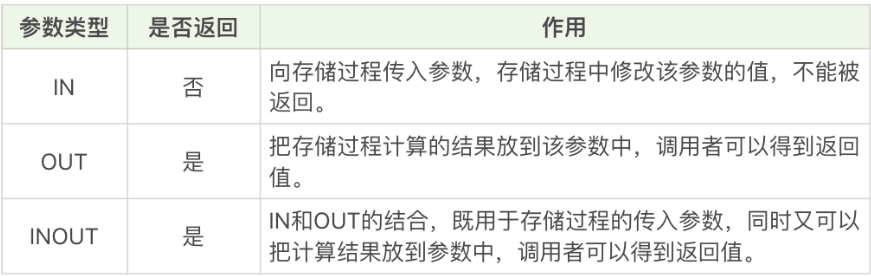 参数类型 是否返回 作用
IN 否 向存储过程传入参数，存储过程中修改该参数的值，不能被
返回。
OUT 是 把存储过程计算的结果放到该参数中，调用者可以得到返回
值。
INOUT 是 IN和OUT的结合，既用于存储过程的传入参数，同时又可以
把计算结果放到参数中，调用者可以得到返回值。